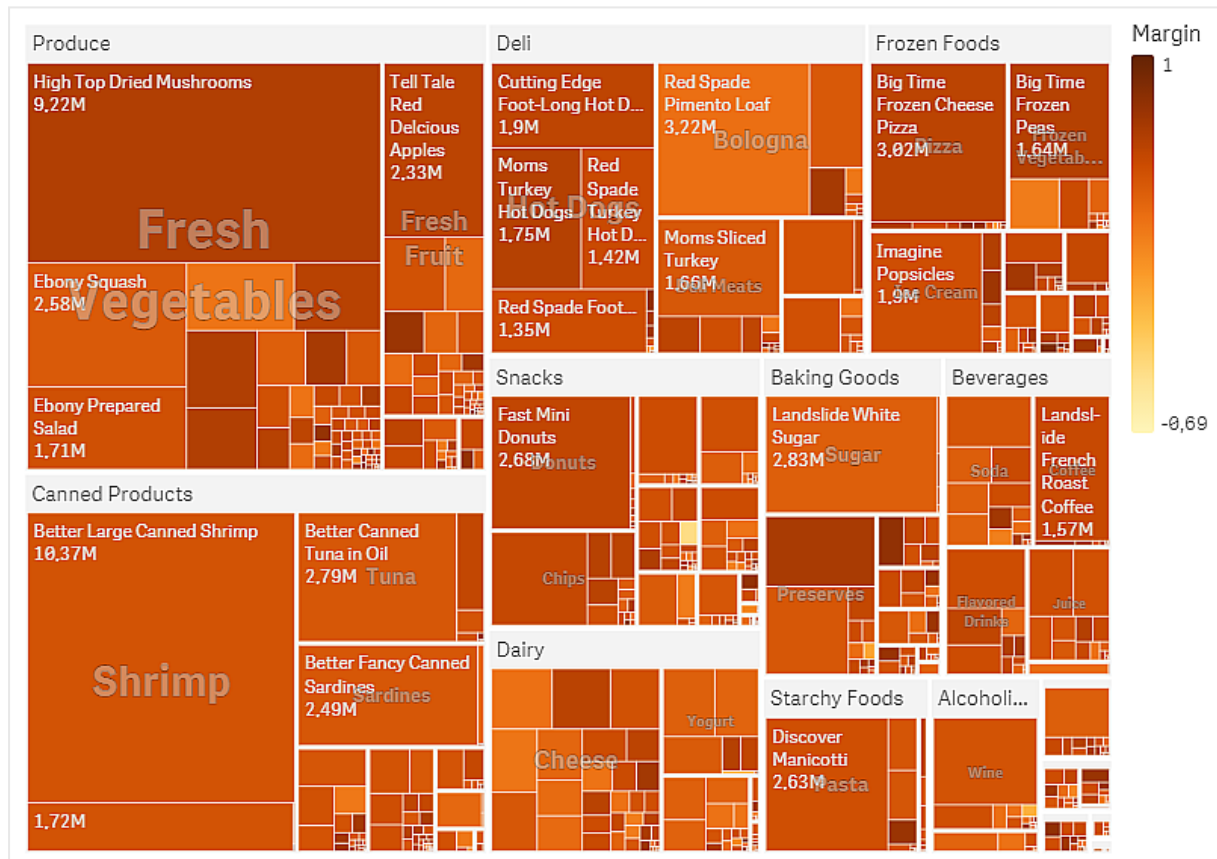 Produce
High Top Dried Mushrooms
9,22M
Fresh
Vegetables
Ebony Squash
2,58M
Ebony Prepared
Salad
1,71M
Tell Tale
Red
Delcious
Apples
2,33M
Fresh
Fruit
Canned Products
Better Large Canned Shrimp
10,37M
Shrimp
1,72M
Better Canned
Tuna in Oil
2,79M
Tuna
Better Fancy Canned
Sardines
2,49M
Sardines
Deli
Cutting Edge
Foot-Long Hot D...
1,9M
Moms
Turkey
Hot Dogs
1,75M
Red
Spade
Turkey
Hot D...
1,42M
Hot Dogs
Red Spade Foot...
1,35M
Red Spade
Pimento Loaf
3,22M
Bologna
Moms Sliced
Turkey
1,66M
Deli Meats
Frozen Foods
Big Time
Frozen Cheese
Pizza
3,02M
Pizza
Big Time
Frozen
Peas
1,64M
Frozen
Vegetab...
Imagine
Popsicles
1,9M
Ice Cream
Snacks
Fast Mini
Donuts
2,68M
Donuts
Chips
Baking Goods
Landslide White
Sugar
2,83M
Sugar
Preserves
Beverages
Soda
Landsl-
ide
French
Roast
Coffee
1,57M
Coffee
Flavored
Drinks
Juice
Dairy
Cheese
Yogurt
Starchy Foods
Discover
Manicotti
2,63M
Pasta
Alcoholi...
Wine
Margin
1
-0,69